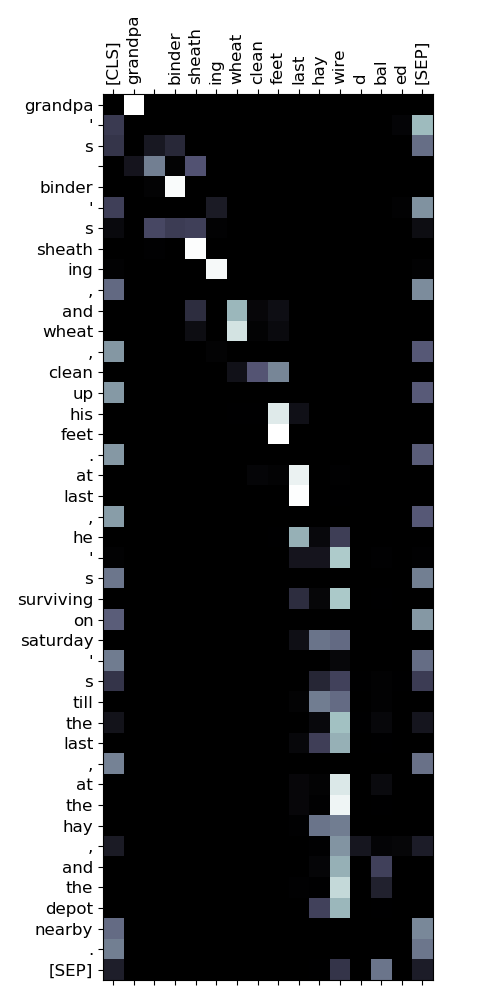 [CLS] grandpa binder sheath ing wheat clean feet last hay wire d bal ed [SEP]
grandpa
'
s
binder
'
s
sheath
ing
,
and
wheat
,
clean
up
his
feet
.
at
last
,
he
'
s
surviving
on
saturday
'
s
till
the
last
,
at
the
hay
,
and
the
depot
nearby
.
[SEP]